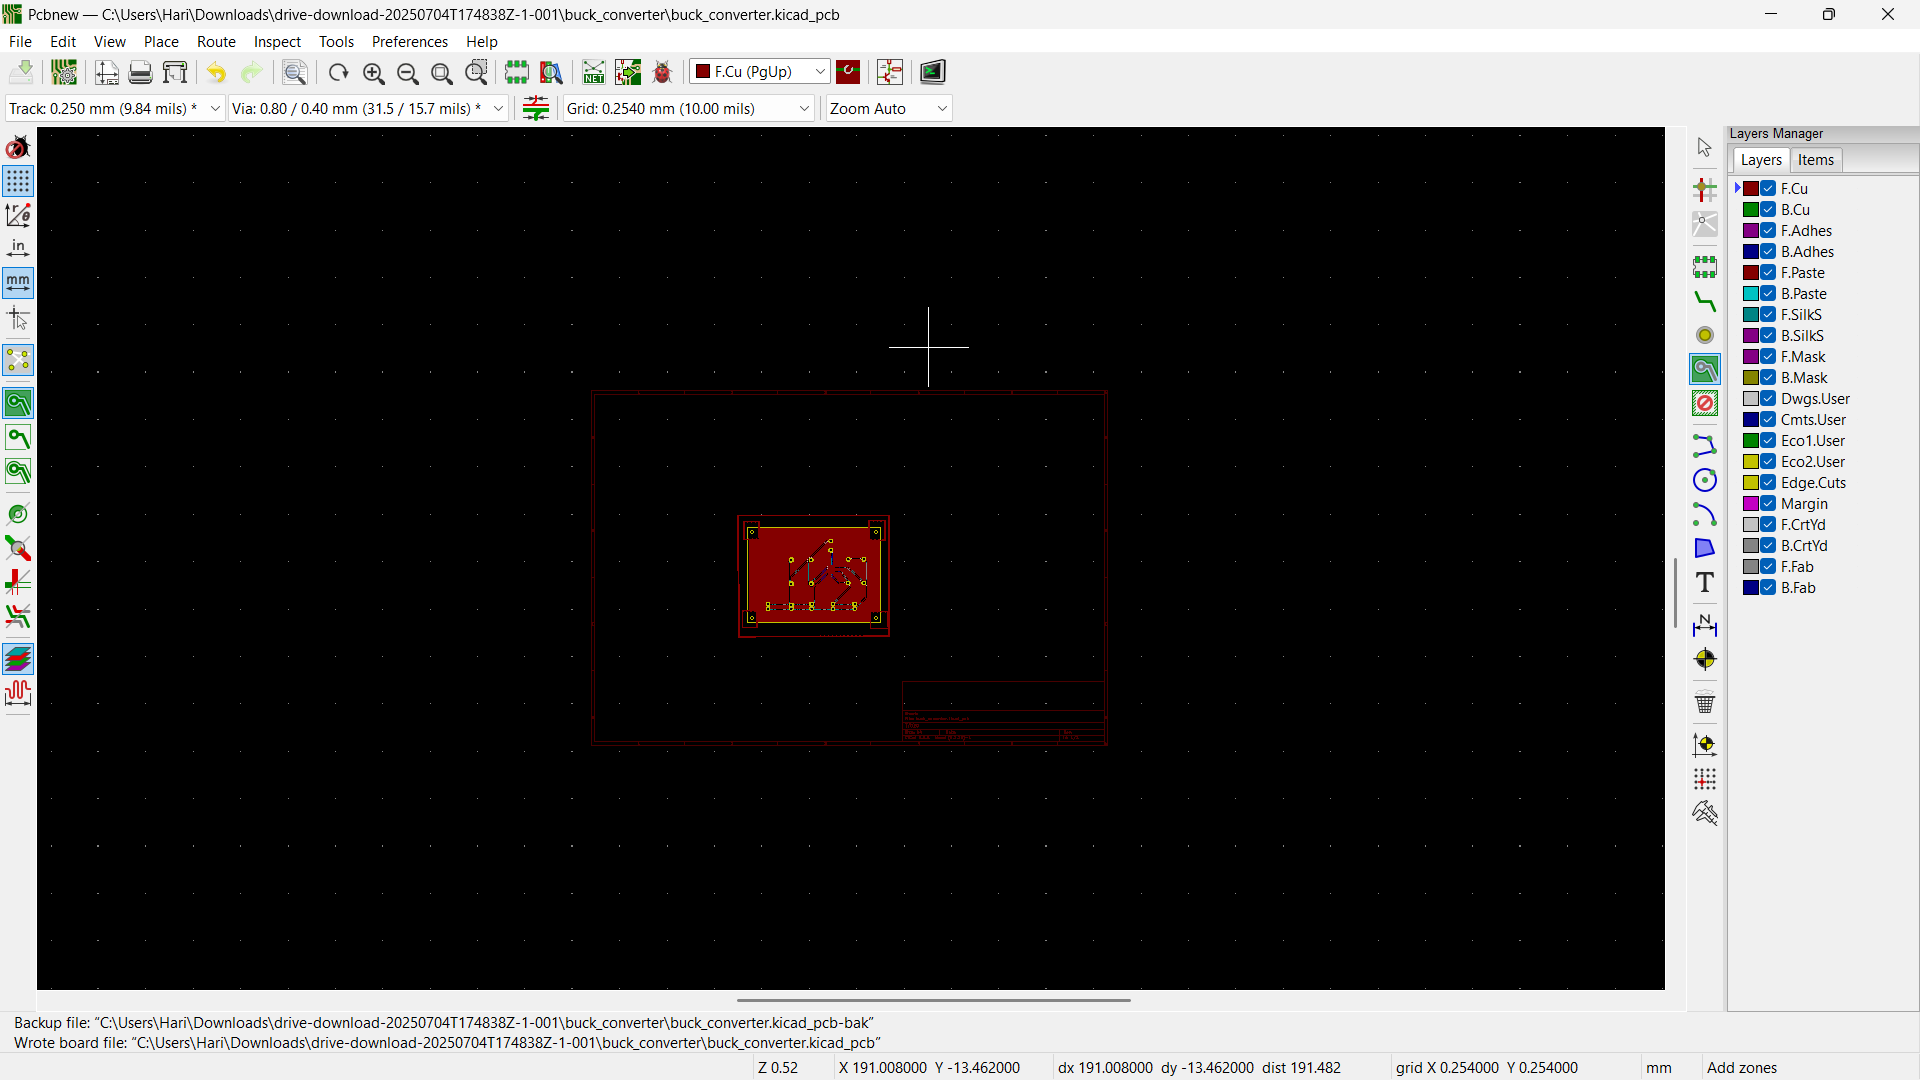 Pcbnew — C:\Users\Hari\Downloads\drive-download-20250704T174838Z-1-001\buck_converter\buck_converter.kicad_pcb
File Edit View Place Route Inspect Tools Preferences Help
NET F.Cu (PgUp)
Track: 0.250 mm (9.84 mils) * Via: 0.80 / 0.40 mm (31.5 / 15.7 mils) * Grid: 0.2540 mm (10.00 mils) Zoom Auto
Layers Manager
Layers Items
F.Cu
B.Cu
F.Adhes
B.Adhes
F.Paste
B.Paste
F.SilkS
B.SilkS
F.Mask
B.Mask
Dwgs.User
Cmts.User
Eco1.User
Eco2.User
Edge.Cuts
Margin
F.CrtYd
B.CrtYd
F.Fab
B.Fab
r θ
in
mm
T
N
Backup file: "C:\Users\Hari\Downloads\drive-download-20250704T174838Z-1-001\buck_converter\buck_converter.kicad_pcb-bak"
Wrote board file: "C:\Users\Hari\Downloads\drive-download-20250704T174838Z-1-001\buck_converter\buck_converter.kicad_pcb"
Z 0.52 X 191.008000 Y -13.462000 dx 191.008000 dy -13.462000 dist 191.482 grid X 0.254000 Y 0.254000 mm Add zones